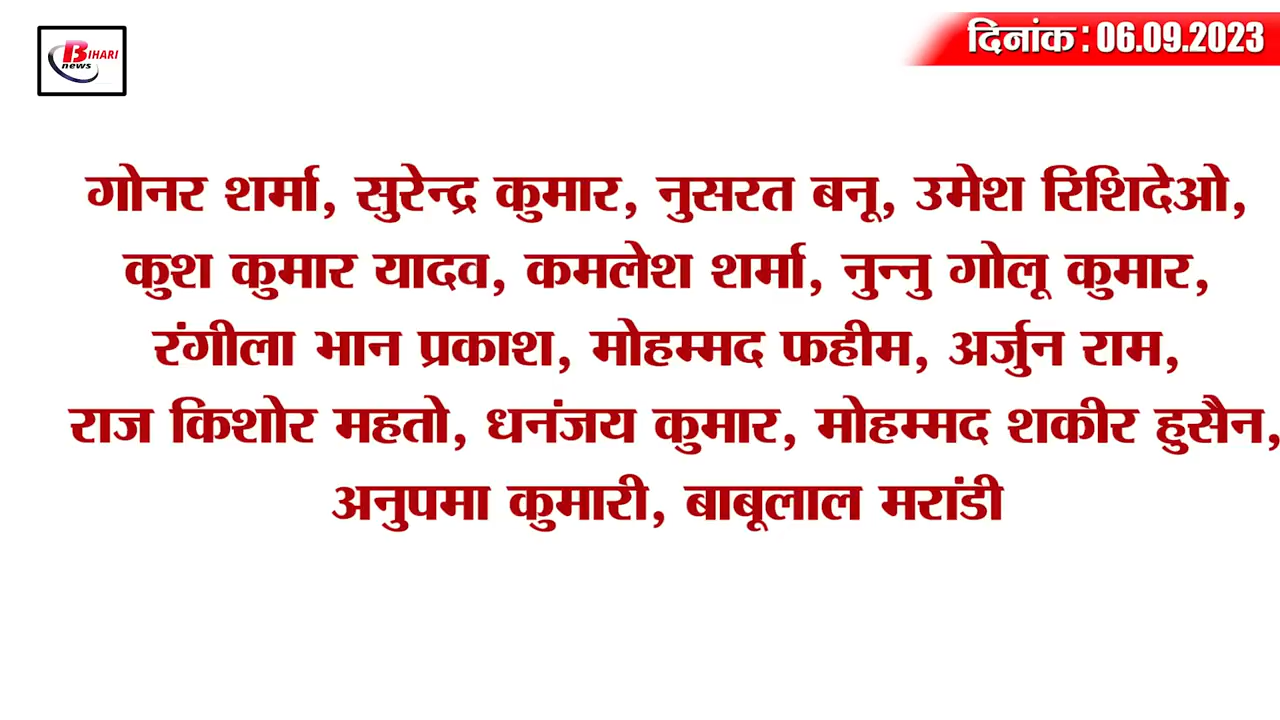 BIHARI
news
दिनांक : 06.09.2023
गोनर शर्मा, सुरेन्द्र कुमार, नुसरत बनू, उमेश रिशिदेओ,
कुश कुमार यादव, कमलेश शर्मा, नुन्नु गोलू कुमार,
रंगीला भान प्रकाश, मोहम्मद फहीम, अर्जुन राम,
राज किशोर महतो, धनंजय कुमार, मोहम्मद शकीर हुसैन,
अनुपमा कुमारी, बाबूलाल मरांडी